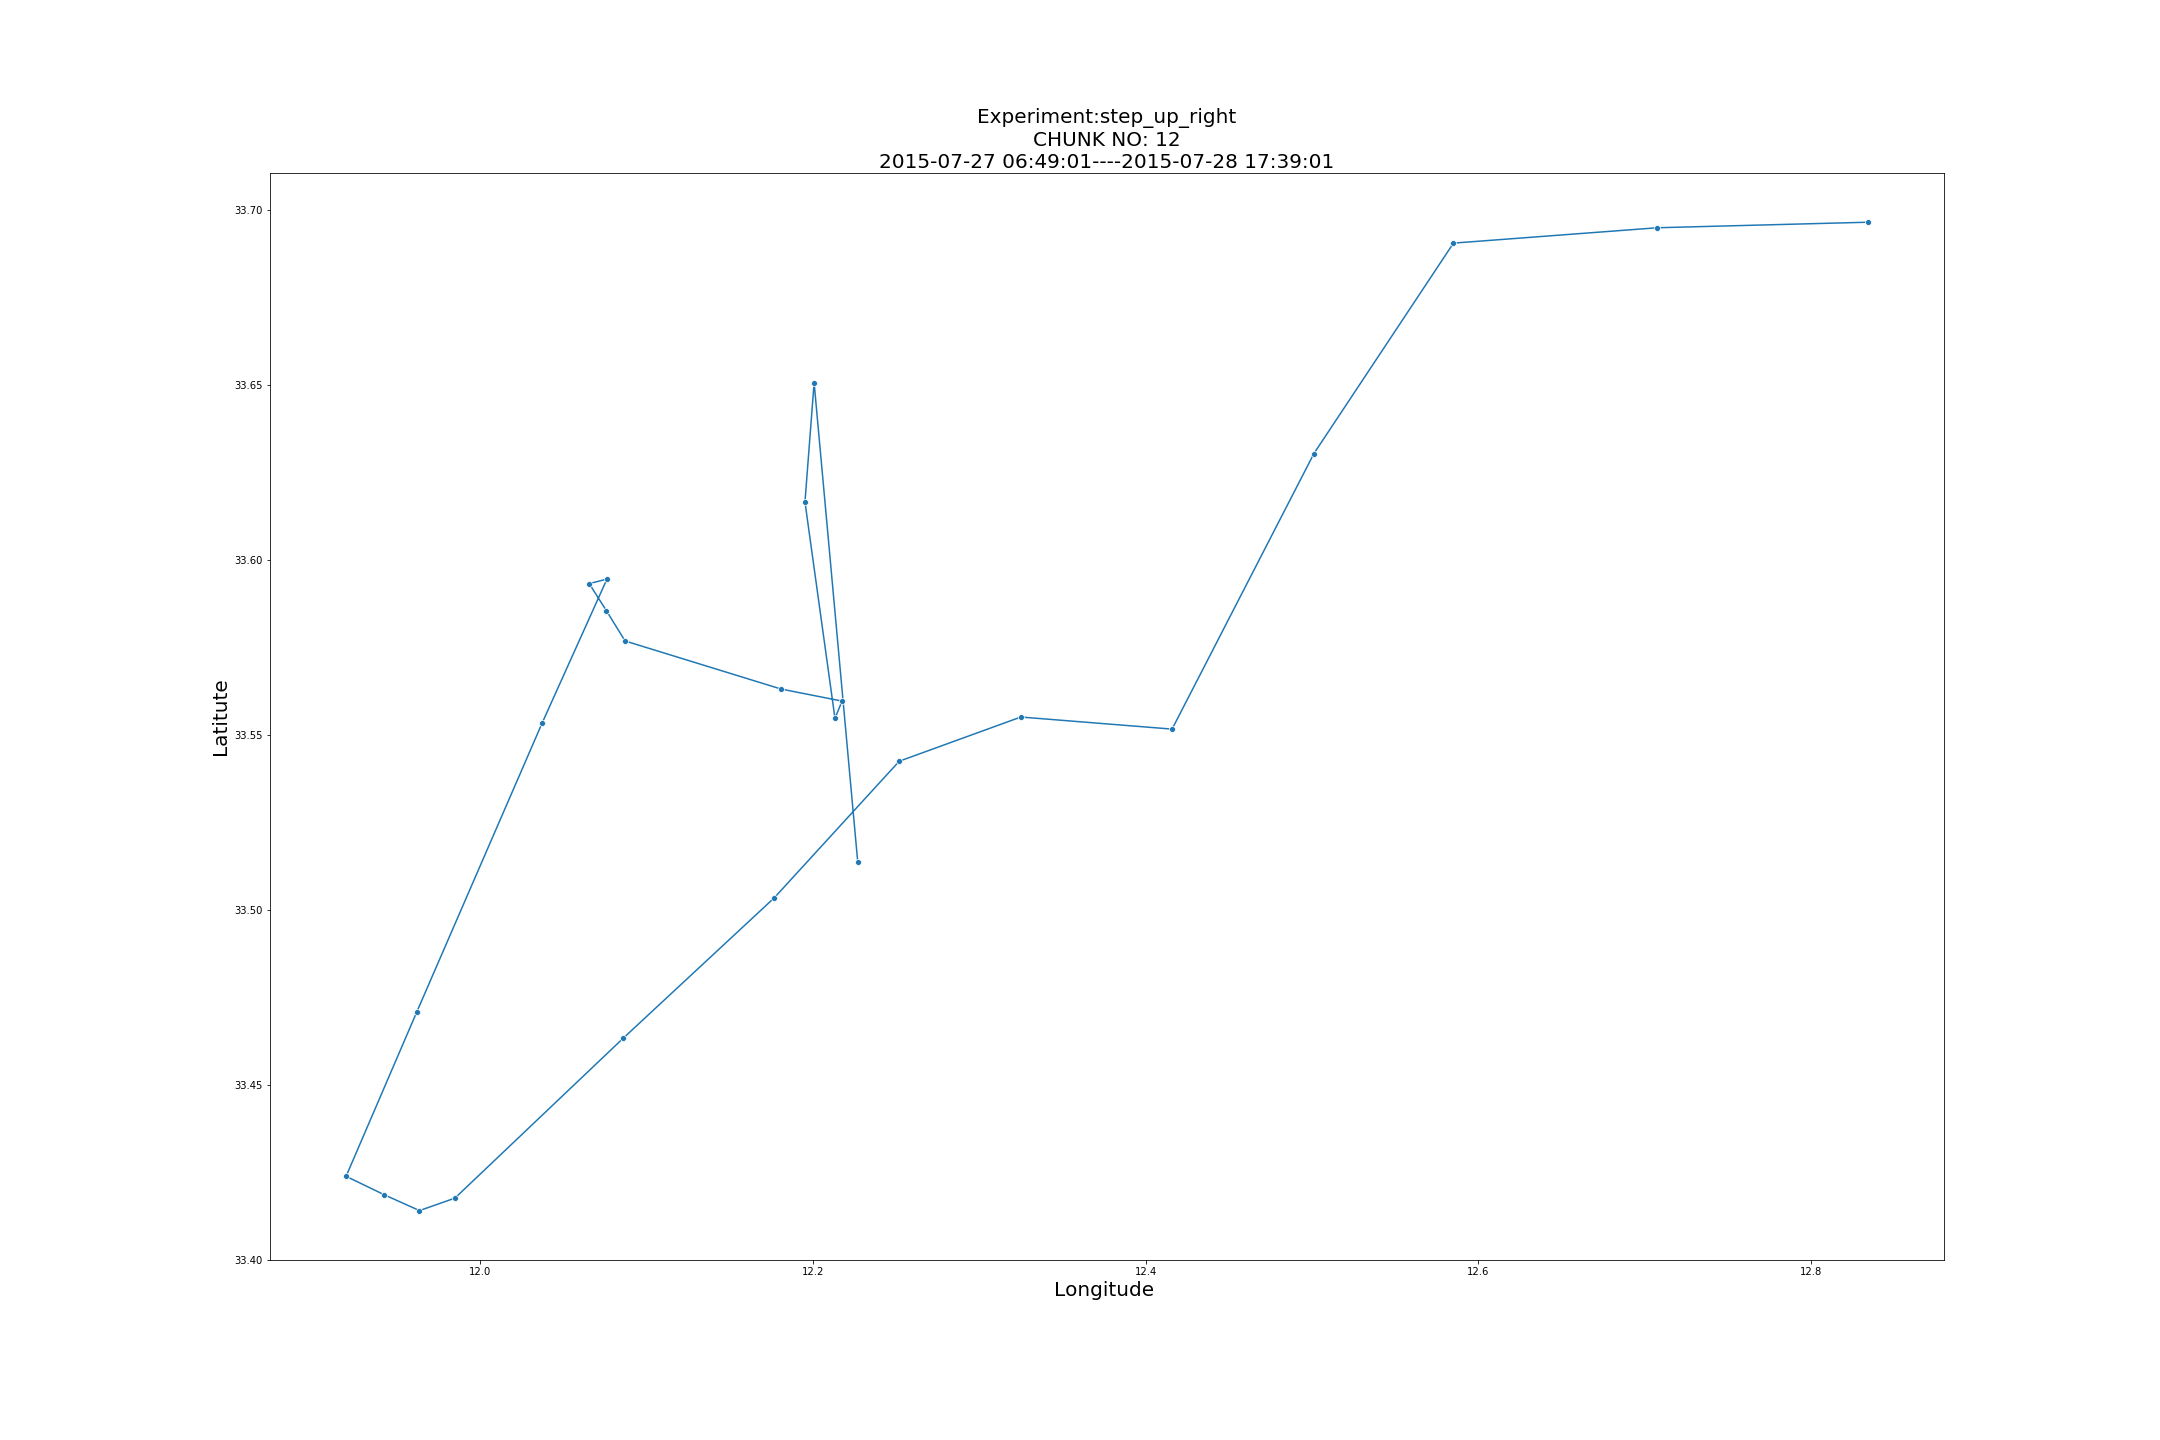 Experiment:step_up_right
CHUNK NO: 12
2015-07-27 06:49:01----2015-07-28 17:39:01
33.70
33.65
33.60
33.55
33.50
33.45
33.40
Latitute
12.0
12.2
12.4
12.6
12.8
Longitude